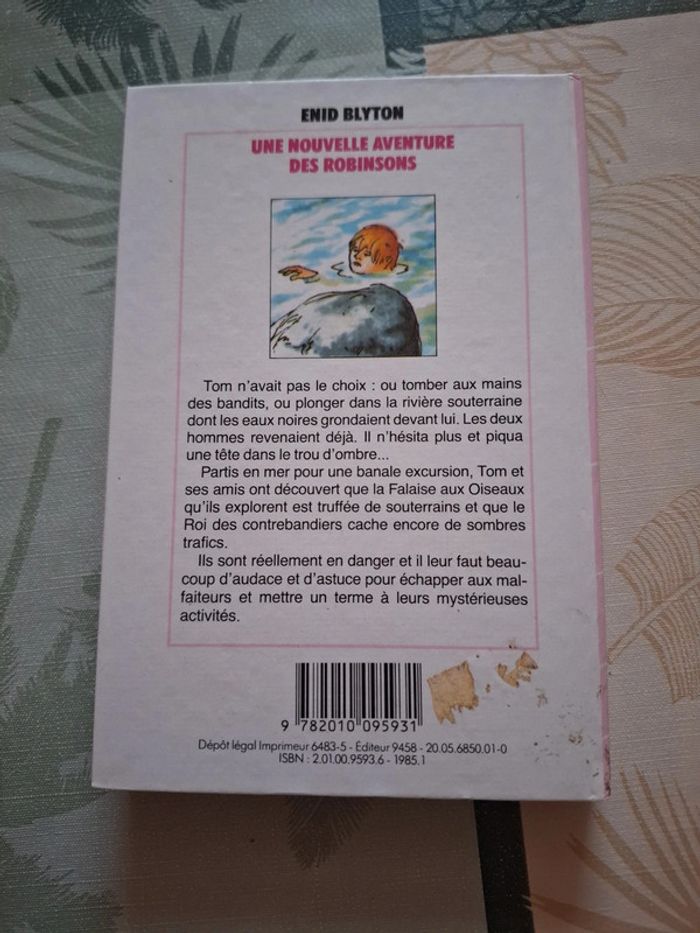 ENID BLYTON
UNE NOUVELLE AVENTURE
DES ROBINSONS
Tom n'avait pas le choix : ou tomber aux mains
des bandits, ou plonger dans la rivière souterraine
dont les eaux noires grondaient devant lui. Les deux
hommes revenaient déjà. Il n'hésita plus et piqua
une tête dans le trou d'ombre...
Partis en mer pour une banale excursion, Tom et
ses amis ont découvert que la Falaise aux Oiseaux
qu'ils explorent est truffée de souterrains et que le
Roi des contrebandiers cache encore de sombres
trafics.
Ils sont réellement en danger et il leur faut beau-
coup d'audace et d'astuce pour échapper aux mal-
faiteurs et mettre un terme à leurs mystérieuses
activités.
9 782010 095931
Dépôt légal Imprimeur 6483-5 - Éditeur 9458 - 20.05.6850.01-0
ISBN : 2.01.00.9593.6 - 1985.1